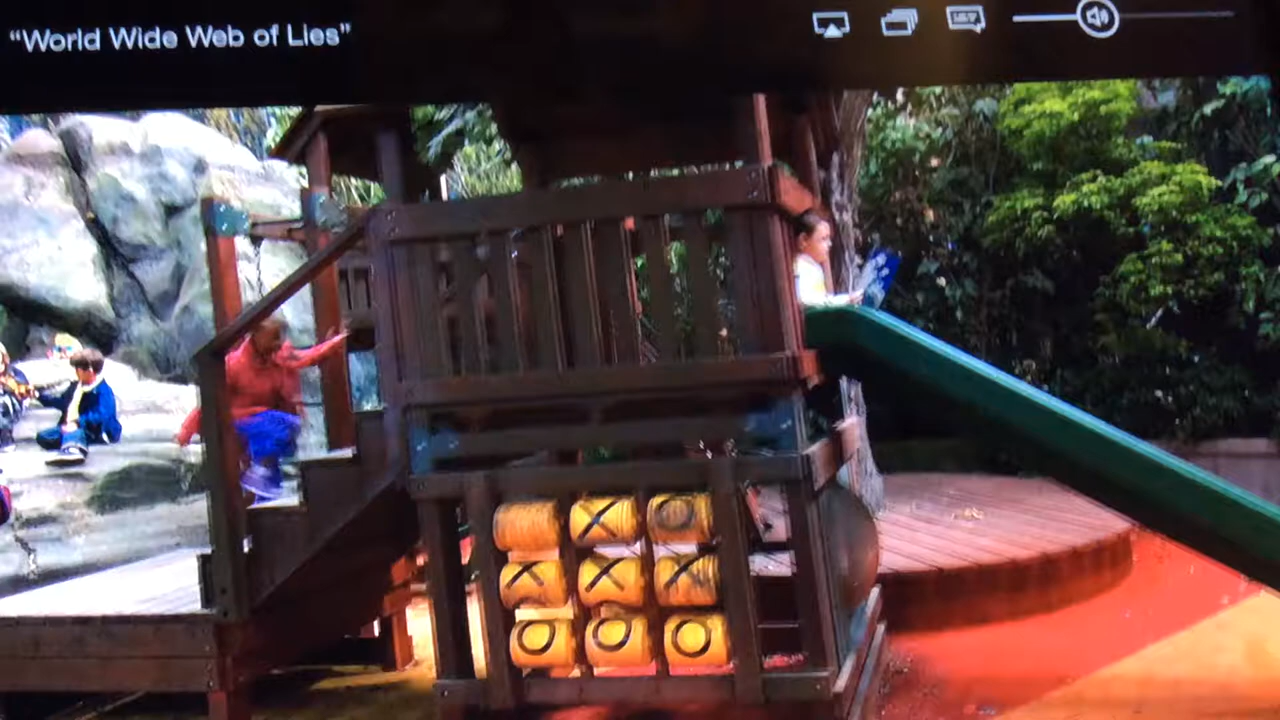 “World Wide Web of Lies”
X O
X X X
O O O